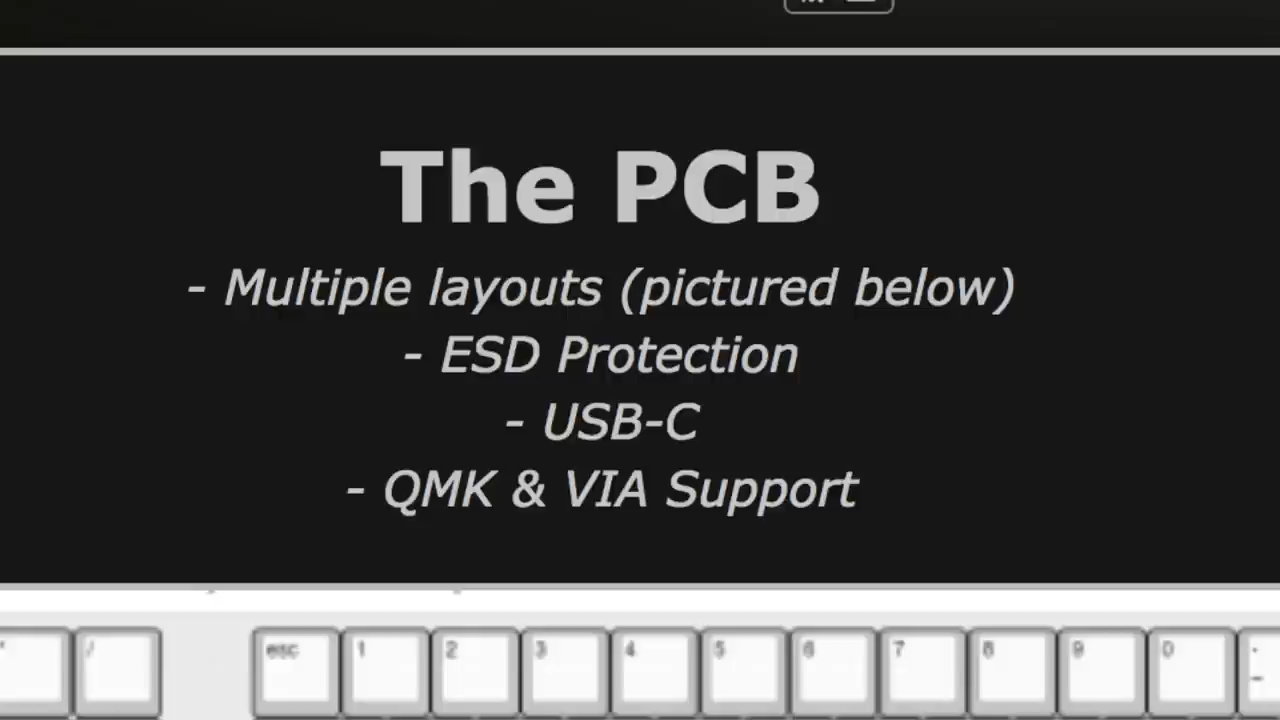 The PCB
- Multiple layouts (pictured below)
- ESD Protection
- USB-C
- QMK & VIA Support
/ esc 1 2 3 4 5 6 7 8 9 0 -